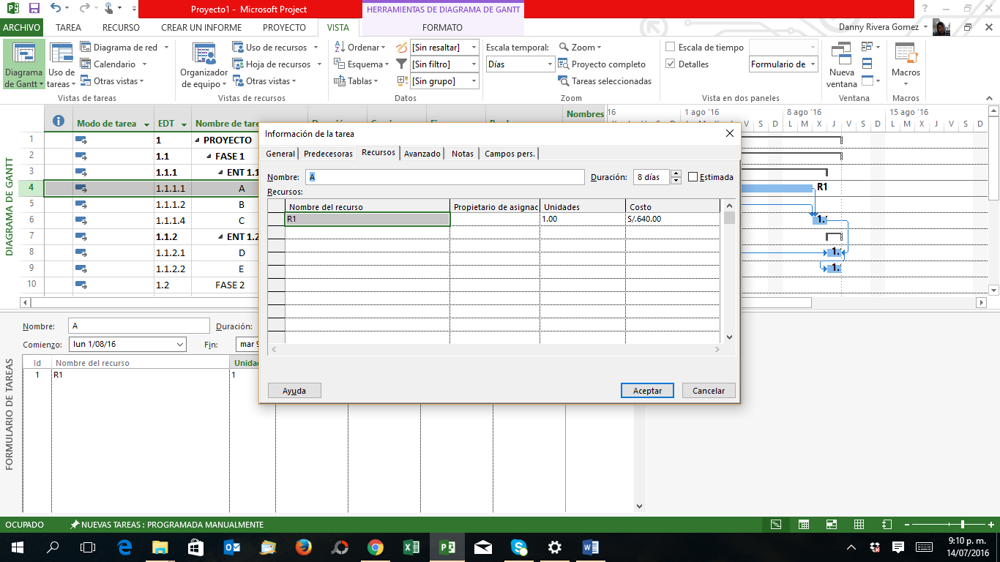 Proyecto1 - Microsoft Project
HERRAMIENTAS DE DIAGRAMA DE GANTT
ARCHIVO TAREA RECURSO CREAR UN INFORME PROYECTO VISTA FORMATO
Danny Rivera Gomez
Diagrama de Gantt
Uso de tareas
Diagrama de red
Calendario
Otras vistas
Vistas de tareas
Organizador de equipo
Uso de recursos
Hoja de recursos
Otras vistas
Vistas de recursos
Ordenar
Esquema
Tablas
[Sin resaltar]
[Sin filtro]
[Sin grupo]
Datos
Escala temporal:
Días
Zoom
Proyecto completo
Tareas seleccionadas
Zoom
Escala de tiempo
Detalles
Formulario de
Vista en dos paneles
Nueva ventana
Ventana
Macros
Macros
DIAGRAMA DE GANTT
Modo de tarea EDT Nombre de tare
Nombres
16 1 ago '16 8 ago '16 15 ago '16
V S D L M X J V S D L M X J V S D
1 1 PROYECTO
2 1.1 FASE 1
3 1.1.1 ENT 1.1
4 1.1.1.1 A
5 1.1.1.2 B
6 1.1.1.4 C
7 1.1.2 ENT 1.2
8 1.1.2.1 D
9 1.1.2.2 E
10 1.2 FASE 2
R1
1.
1.
1.
Información de la tarea
General Predecesoras Recursos Avanzado Notas Campos pers.
Nombre: A Duración: 8 días Estimada
Recursos:
Nombre del recurso Propietario de asignac Unidades Costo
R1 1.00 S/.640.00
Ayuda Aceptar Cancelar
FORMULARIO DE TAREAS
Nombre: A Duración:
Comienzo: lun 1/08/16 Fin: mar 9
Id Nombre del recurso Unida
1 R1 1
OCUPADO NUEVAS TAREAS : PROGRAMADA MANUALMENTE
9:10 p. m.
14/07/2016